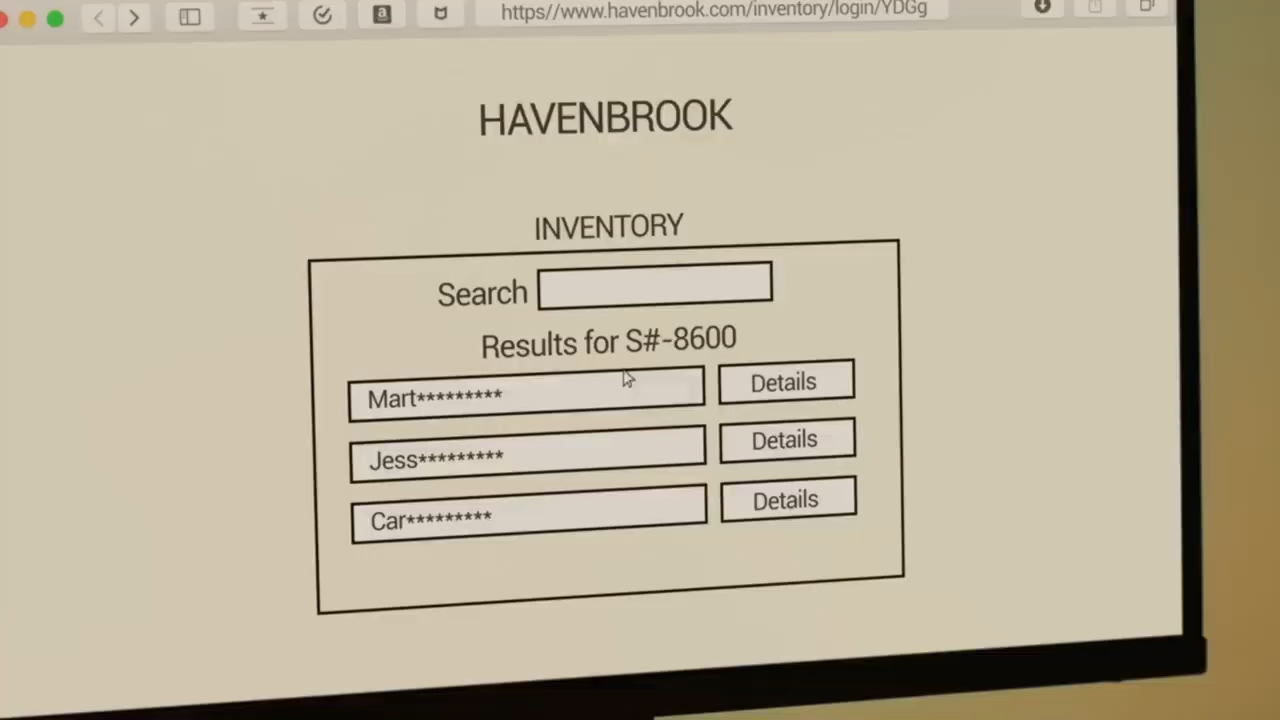 https//www.havenbrook.com/inventory/login/YDGg
HAVENBROOK
INVENTORY
Search
Results for S#-8600
Mart********* Details
Jess********* Details
Car********* Details